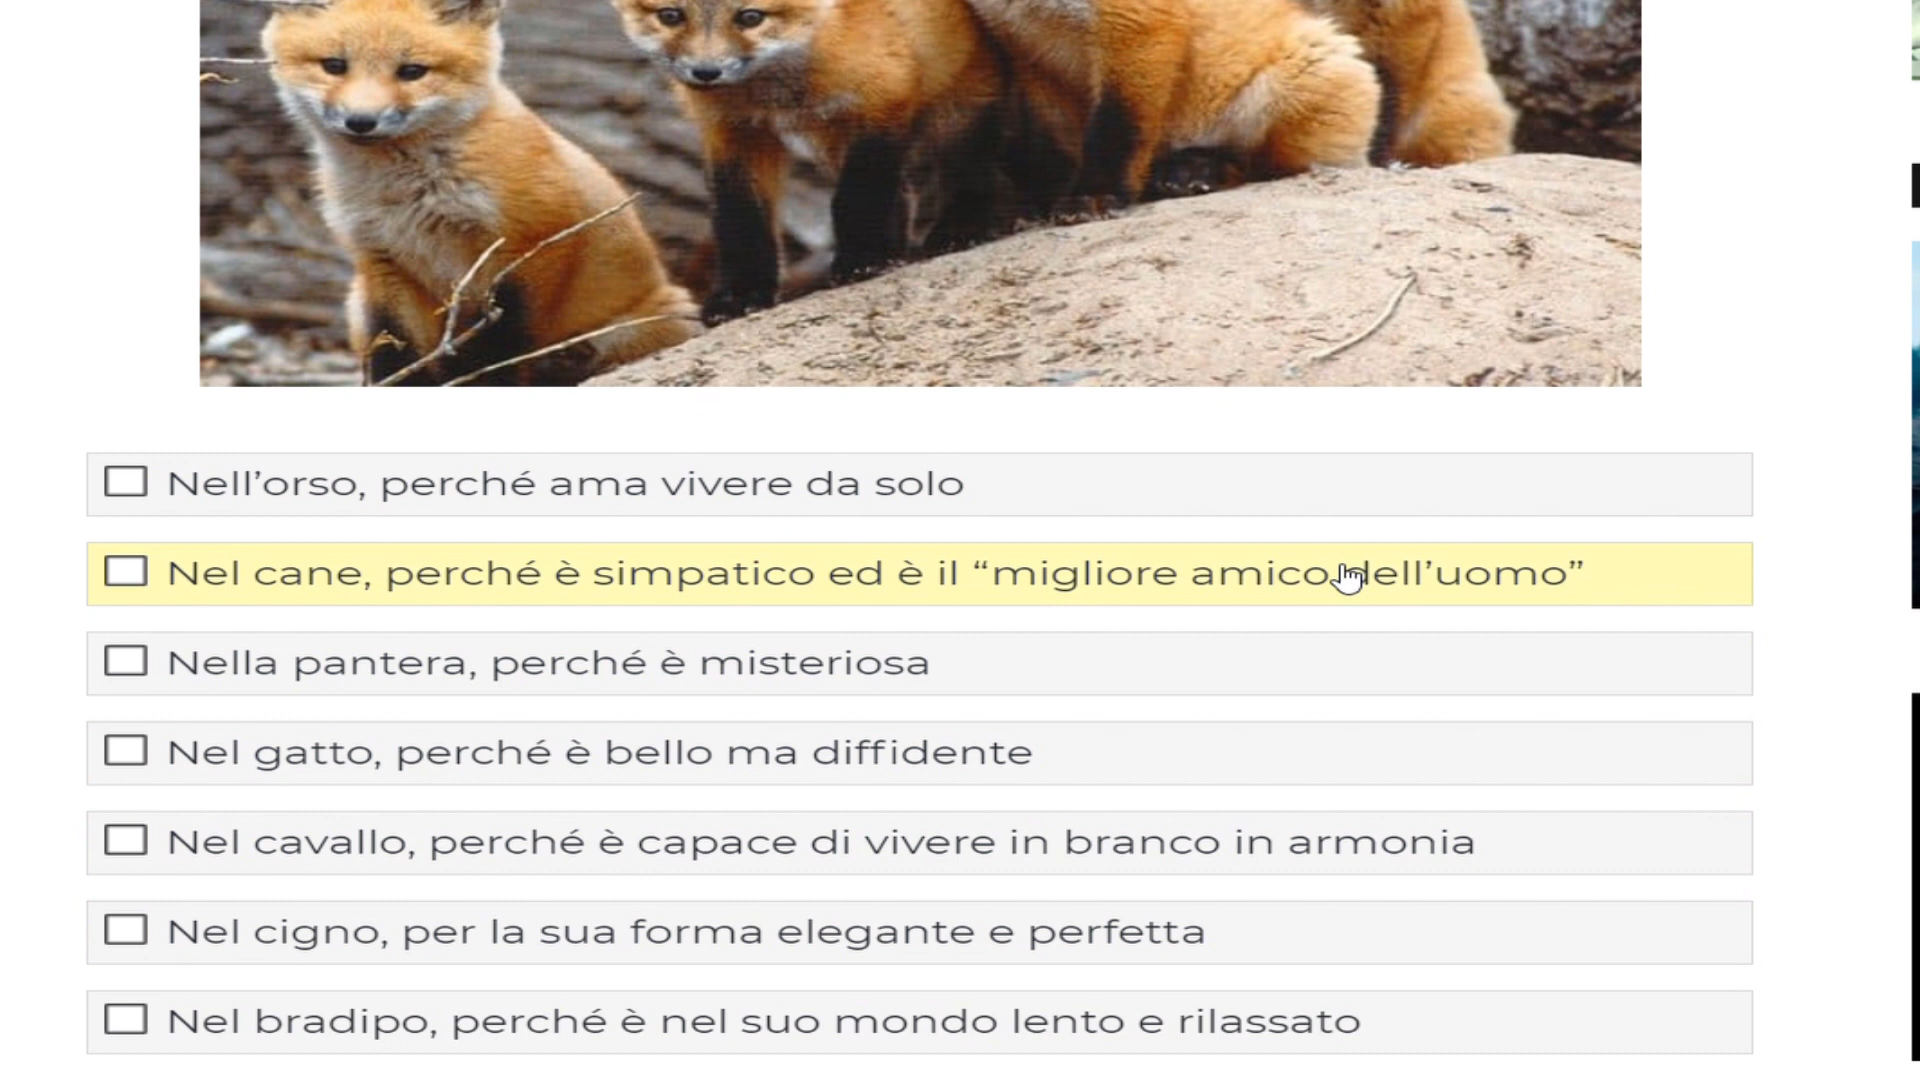 Nell’orso, perché ama vivere da solo
Nel cane, perché è simpatico ed è il “migliore amico dell’uomo”
Nella pantera, perché è misteriosa
Nel gatto, perché è bello ma diffidente
Nel cavallo, perché è capace di vivere in branco in armonia
Nel cigno, per la sua forma elegante e perfetta
Nel bradipo, perché è nel suo mondo lento e rilassato